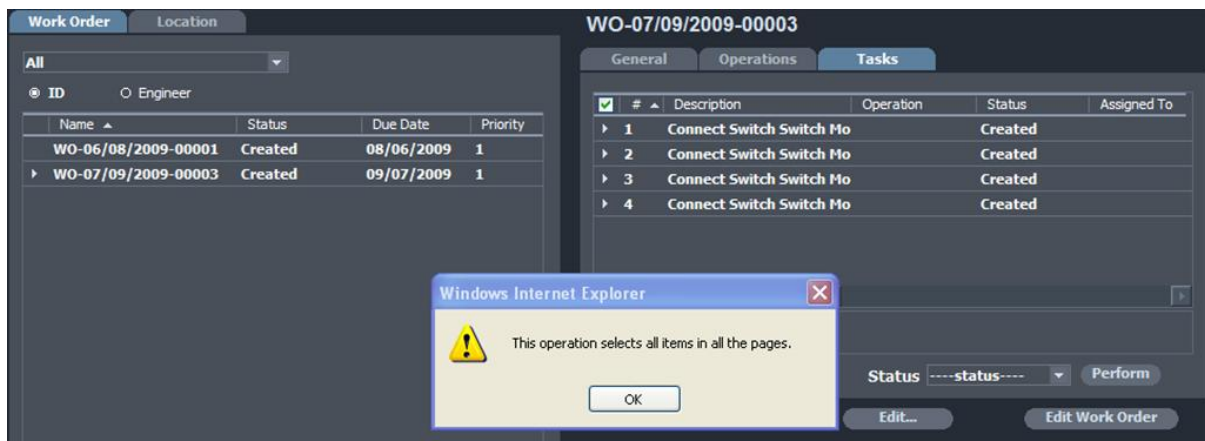 Work Order Location
All
ID Engineer
Name Status Due Date Priority
WO-06/08/2009-00001 Created 08/06/2009 1
WO-07/09/2009-00003 Created 09/07/2009 1
WO-07/09/2009-00003
General Operations Tasks
# Description Operation Status Assigned To
1 Connect Switch Switch Mo Created
2 Connect Switch Switch Mo Created
3 Connect Switch Switch Mo Created
4 Connect Switch Switch Mo Created
Windows Internet Explorer
This operation selects all items in all the pages.
OK
Status ----status---- Perform
Edit... Edit Work Order